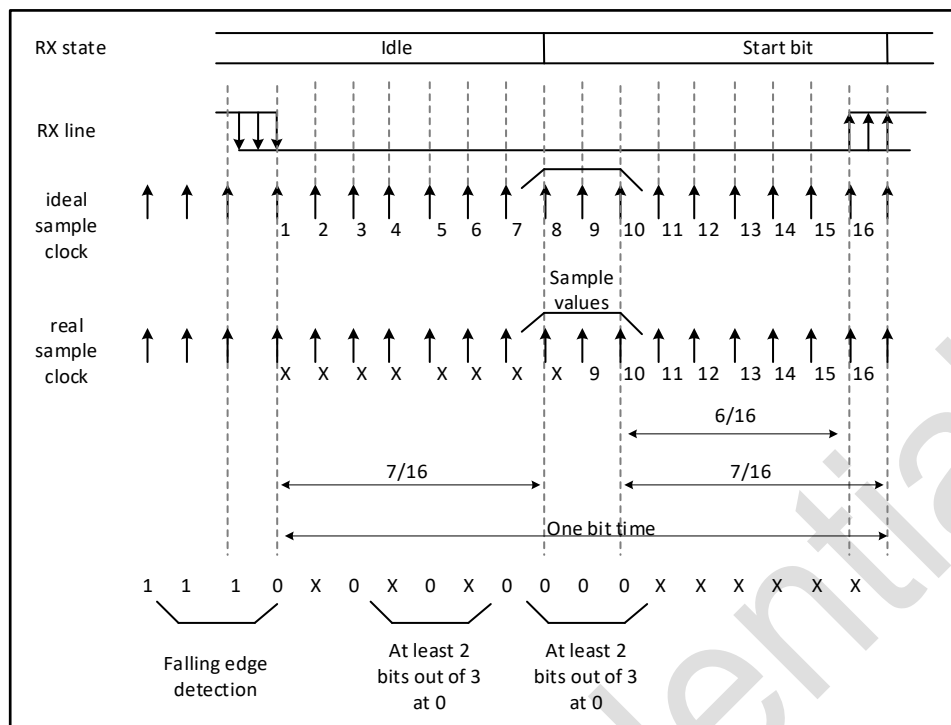 RX state Idle Start bit
RX line
ideal sample clock
1 2 3 4 5 6 7 8 9 10 11 12 13 14 15 16
Sample values
real sample clock
X X X X X X X X 9 10 11 12 13 14 15 16
6/16
7/16 7/16
One bit time
1 1 1 0 X 0 X 0 X 0 0 0 0 X X X X X X
Falling edge detection
At least 2 bits out of 3 at 0
At least 2 bits out of 3 at 0